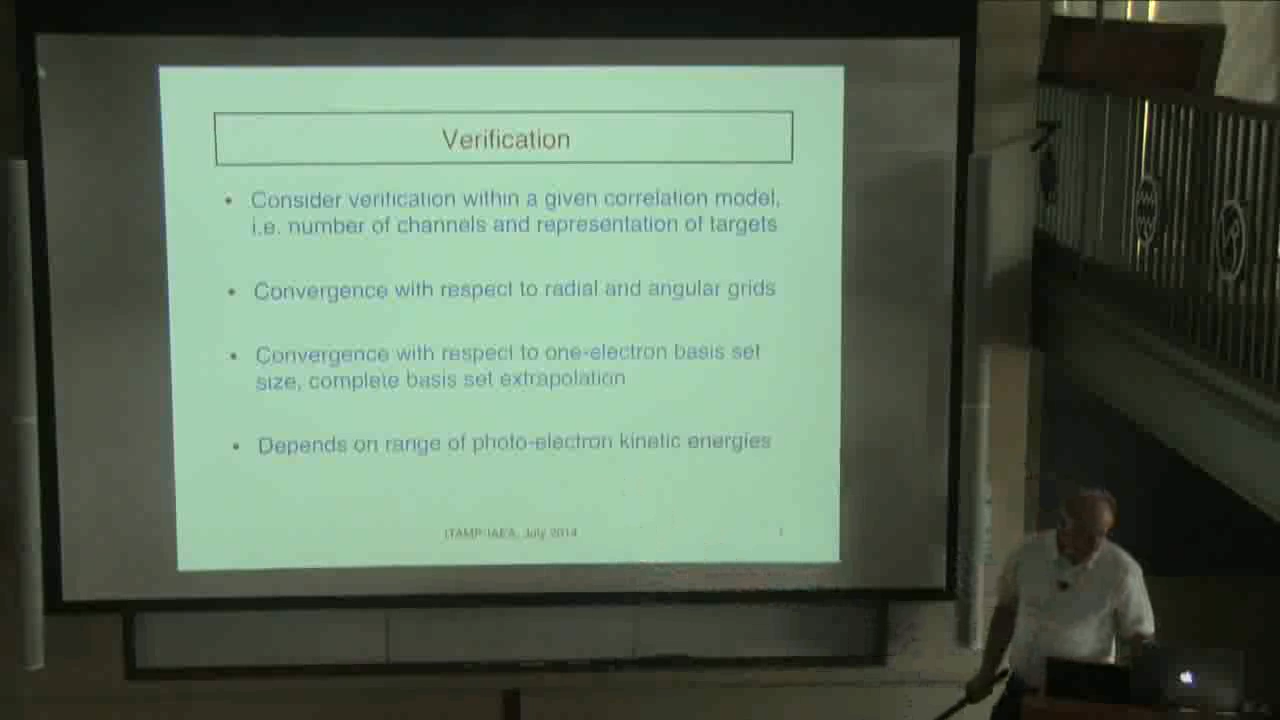 Verification
• Consider verification within a given correlation model,
i.e. number of channels and representation of targets
• Convergence with respect to radial and angular grids
• Convergence with respect to one-electron basis set
size, complete basis set extrapolation
• Depends on range of photo-electron kinetic energies
ITAMP-IAEA, July 2014